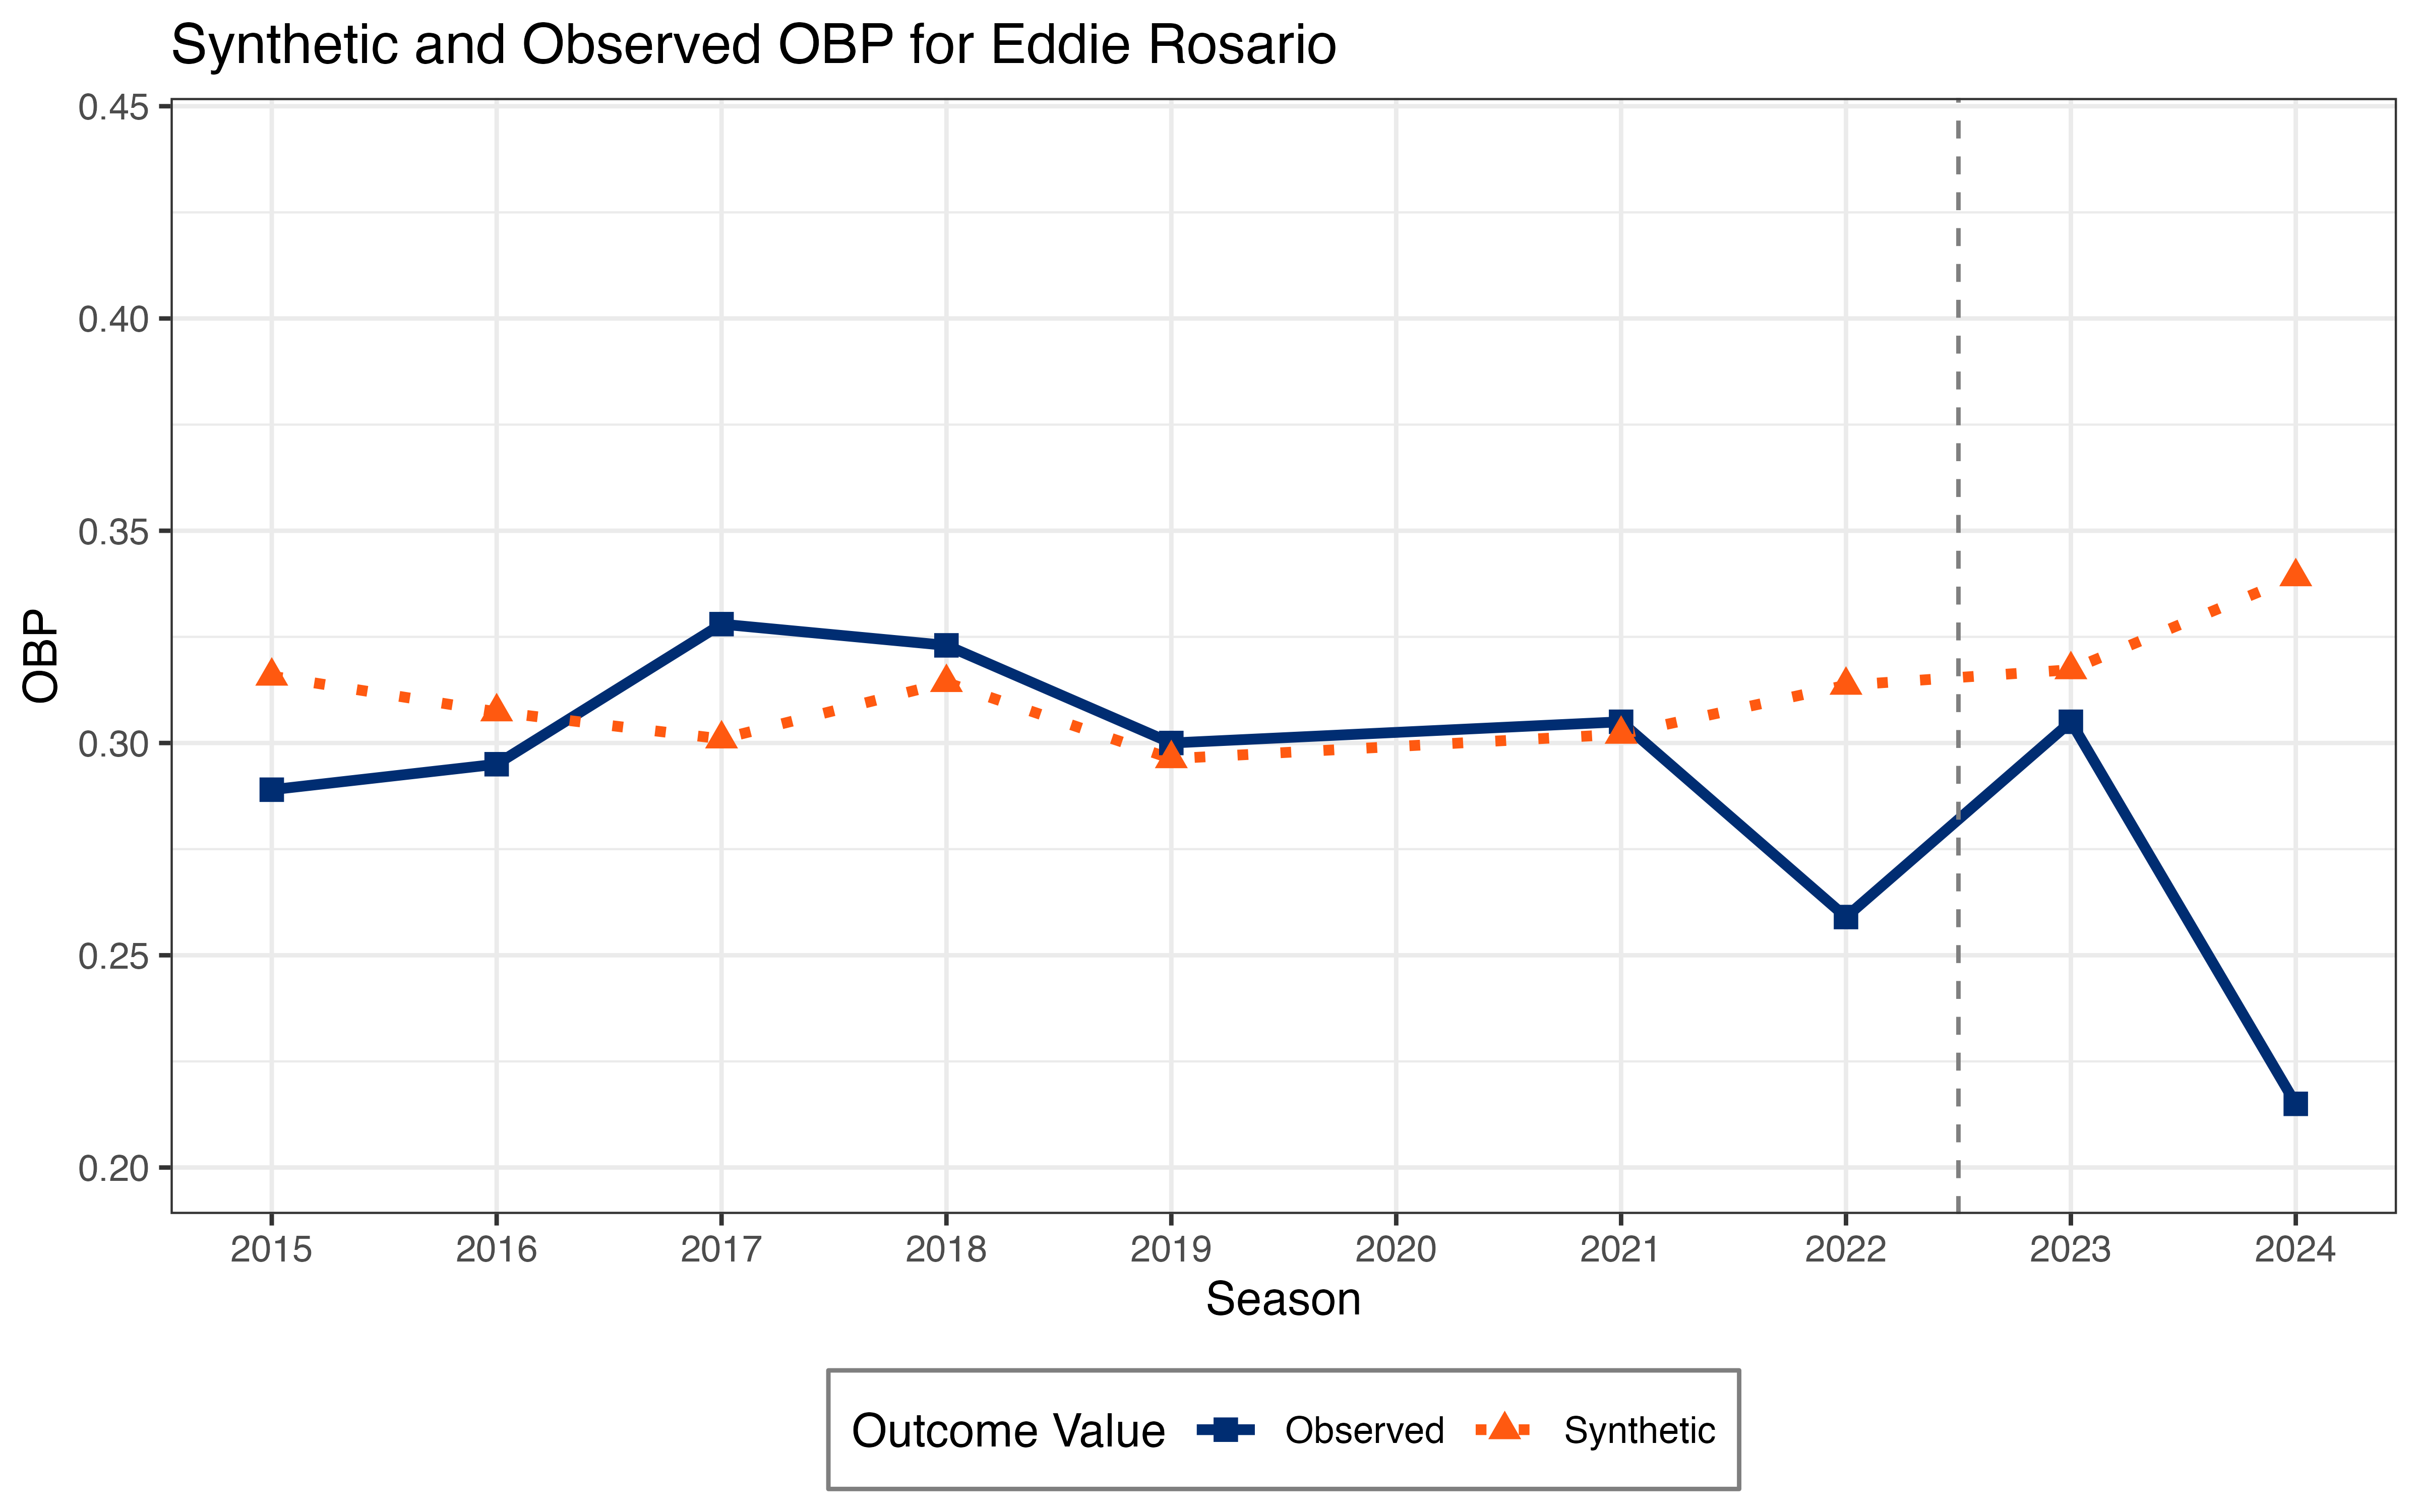 Synthetic and Observed OBP for Eddie Rosario
0.45
0.40
0.35
0.30
0.25
0.20
OBP
2015 2016 2017 2018 2019 2020 2021 2022 2023 2024
Season
Outcome Value Observed Synthetic